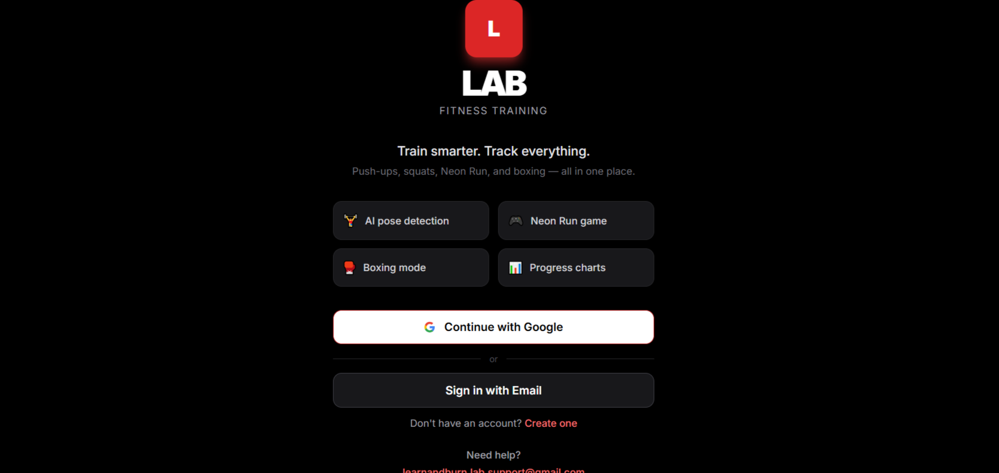 L
LAB
FITNESS TRAINING
Train smarter. Track everything.
Push-ups, squats, Neon Run, and boxing — all in one place.
AI pose detection
Neon Run game
Boxing mode
Progress charts
Continue with Google
or
Sign in with Email
Don't have an account? Create one
Need help?
learnandburn.lab.support@gmail.com